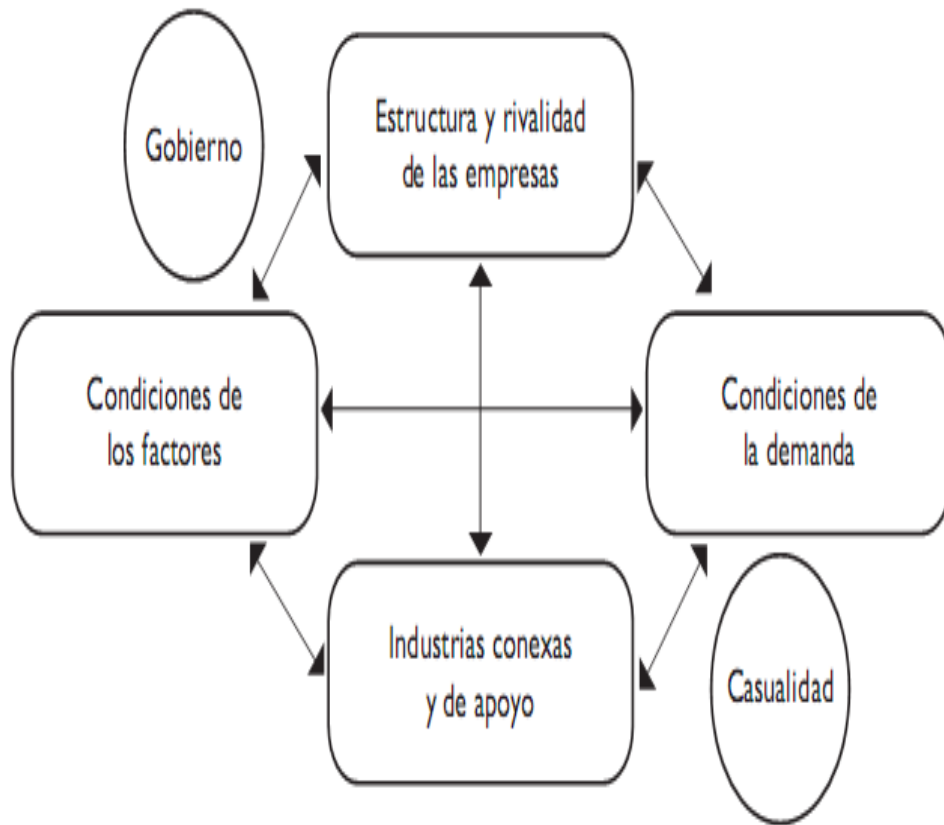 Gobierno
Estructura y rivalidad
de las empresas
Condiciones de
los factores
Condiciones de
la demanda
Industrias conexas
y de apoyo
Casualidad